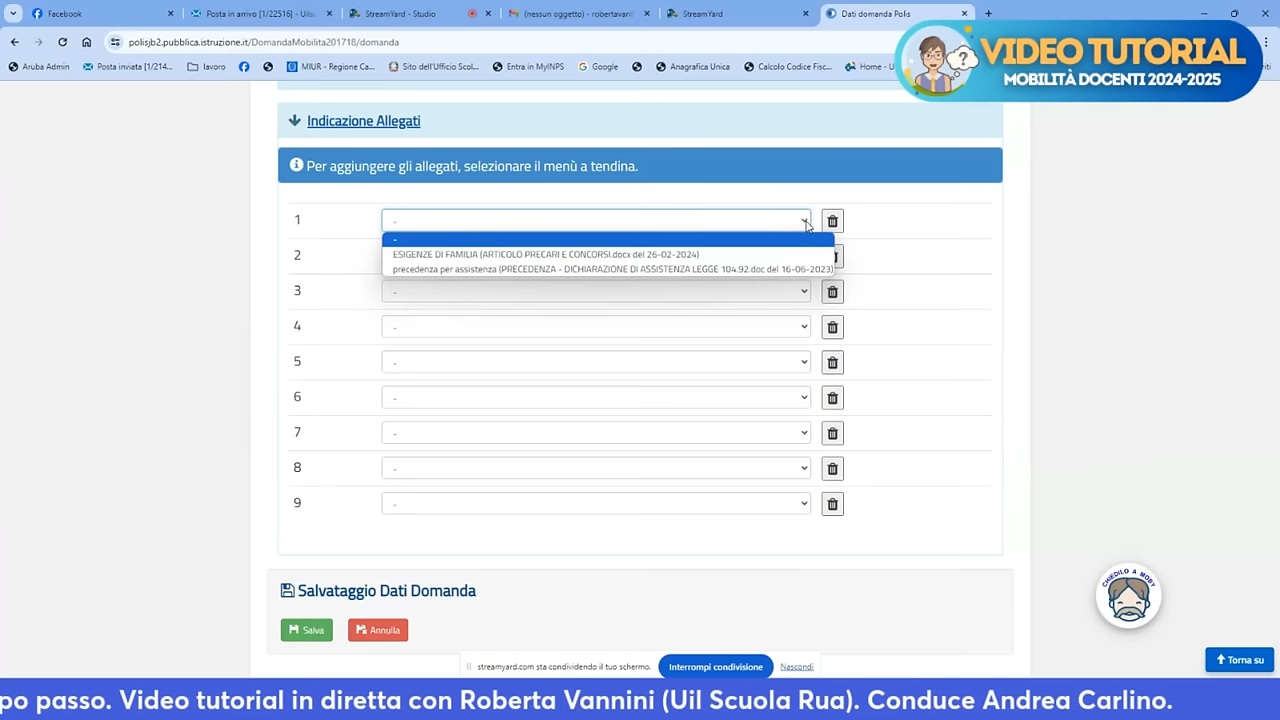 Facebook
Posta in arrivo [1/22516] - Uils
StreamYard - Studio
(nessun oggetto) - robertavanl
StreamYard
Dati domanda Polis
polisjb2.pubblica.istruzione.it/DomandaMobilita201718/domanda
Aruba Admin
Posta inviata [1/214...
lavoro
MIUR - Regione Ca...
Sito dell'Ufficio Scol...
Entra in MyINPS
Google
Anagrafica Unica
Calcolo Codice Fisc...
Home - U
VIDEO TUTORIAL
MOBILITÀ DOCENTI 2024-2025
Indicazione Allegati
Per aggiungere gli allegati, selezionare il menù a tendina.
1 -
-
ESIGENZE DI FAMILIA (ARTICOLO PRECARI E CONCORSI.docx del 26-02-2024)
2
precedenza per assistenza (PRECEDENZA - DICHIARAZIONE DI ASSISTENZA LEGGE 104.92.doc del 16-06-2023)
3 -
4 -
5 -
6 -
7 -
8 -
9 -
Salvataggio Dati Domanda
Salva
Annulla
CHIEDILO A MOBY
streamyard.com sta condividendo il tuo schermo.
Interrompi condivisione
Nascondi
Torna su
po passo. Video tutorial in diretta con Roberta Vannini (Uil Scuola Rua). Conduce Andrea Carlino.